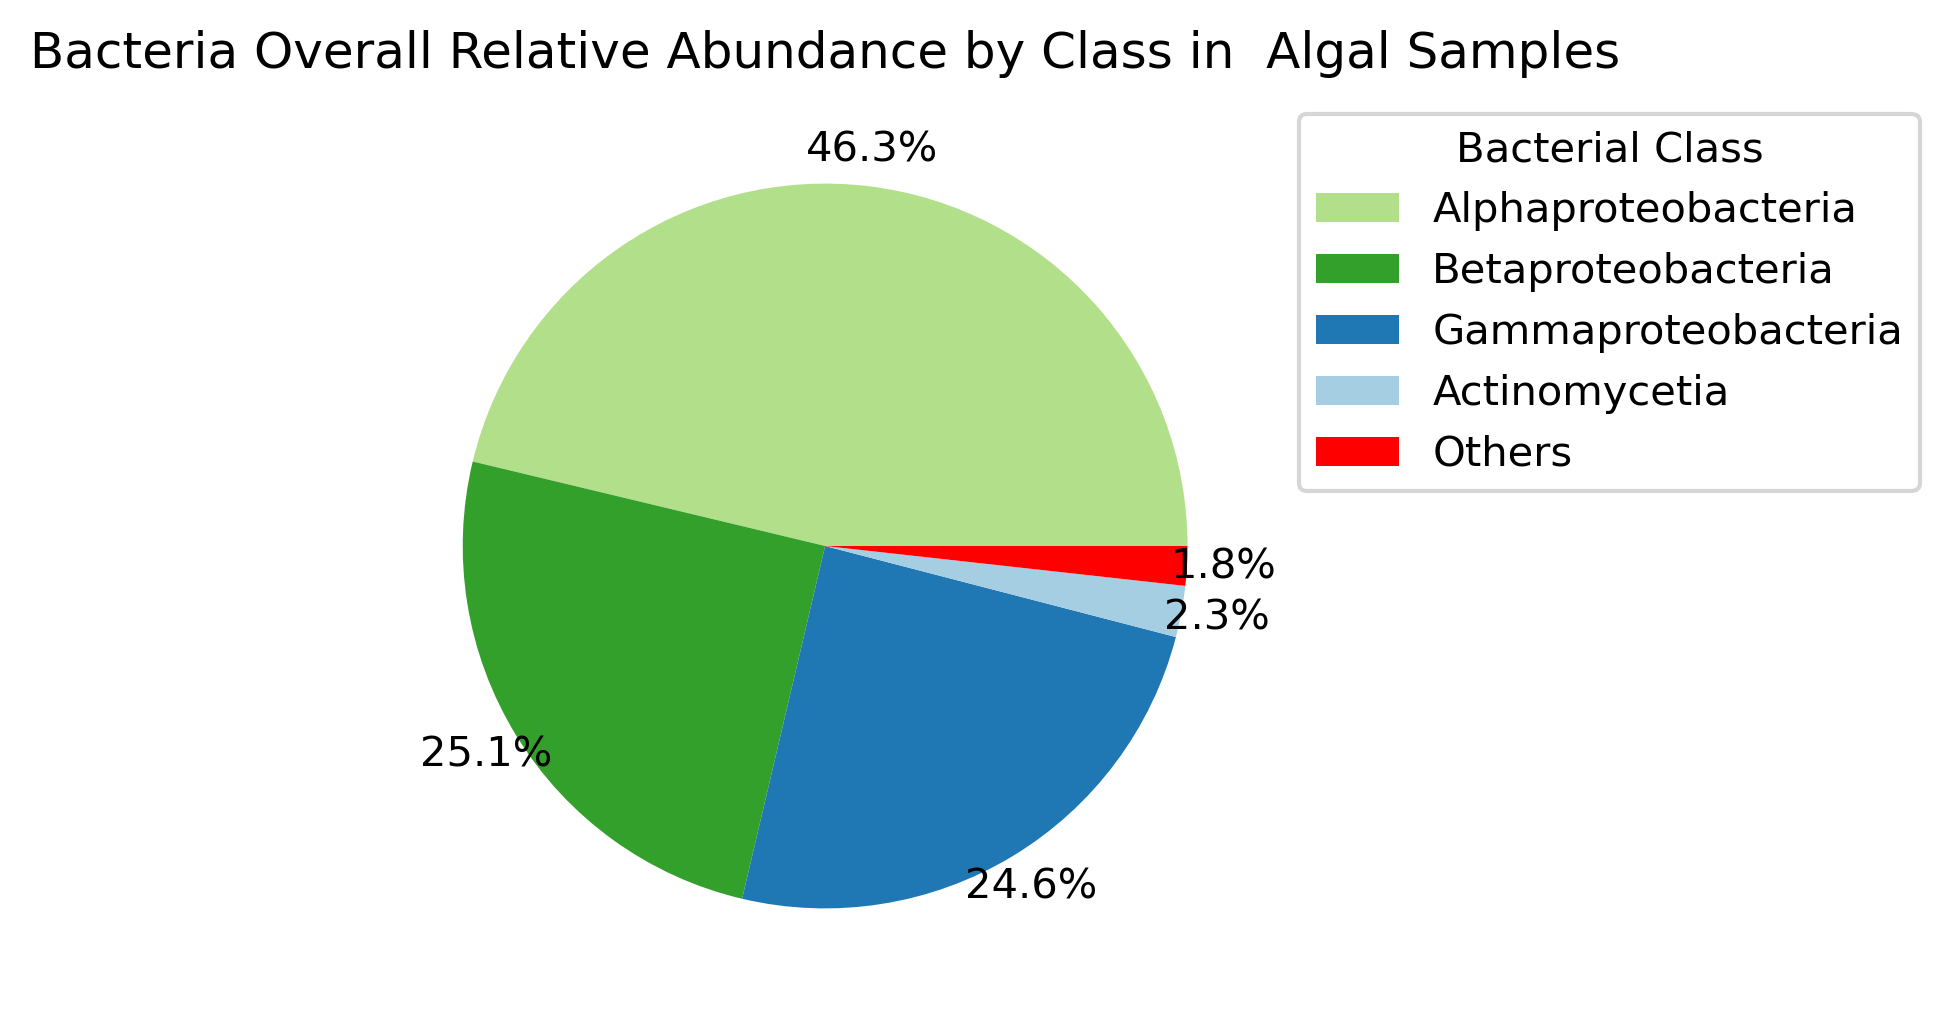 Bacteria Overall Relative Abundance by Class in  Algal Samples
46.3%
Bacterial Class
Alphaproteobacteria
Betaproteobacteria
Gammaproteobacteria
Actinomycetia
Others
1.8%
2.3%
25.1%
24.6%